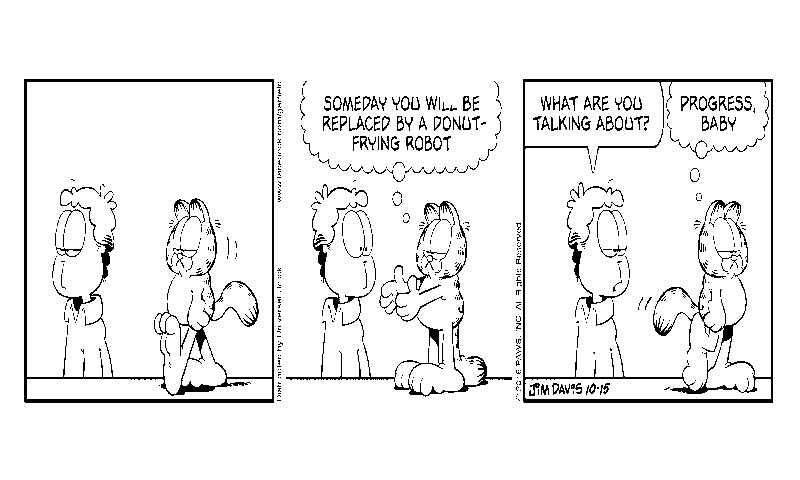 SOMEDAY YOU WILL BE
REPLACED BY A DONUT-
FRYING ROBOT
WHAT ARE YOU
TALKING ABOUT?
PROGRESS,
BABY
JIM DAVIS 10-15